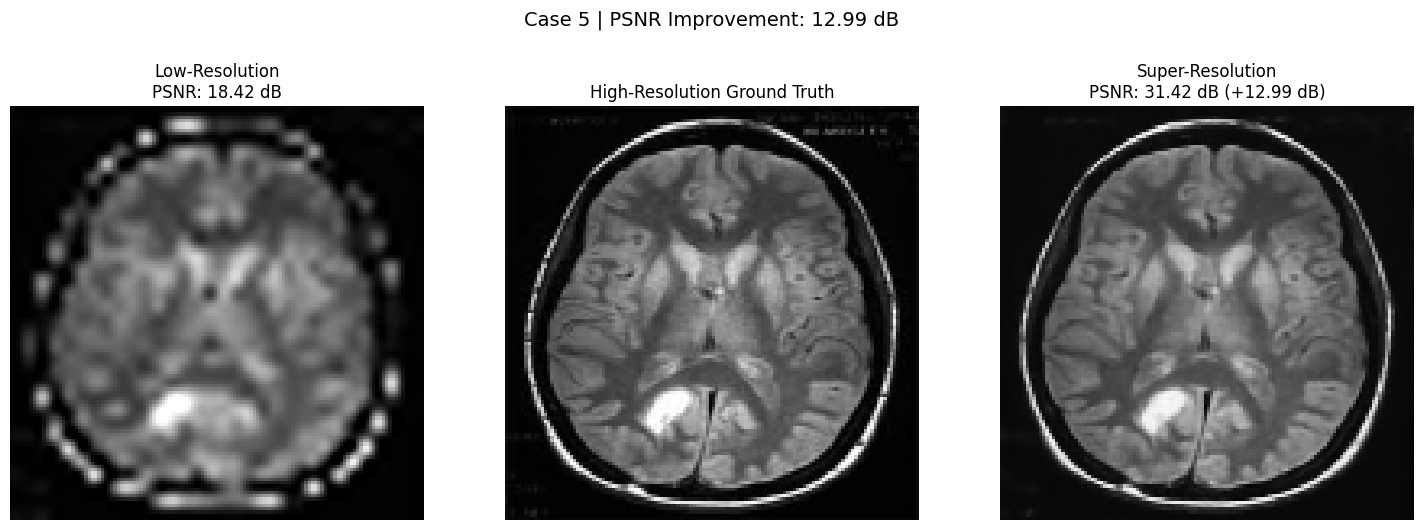 Case 5 | PSNR Improvement: 12.99 dB
Low-Resolution
PSNR: 18.42 dB
High-Resolution Ground Truth
Super-Resolution
PSNR: 31.42 dB (+12.99 dB)